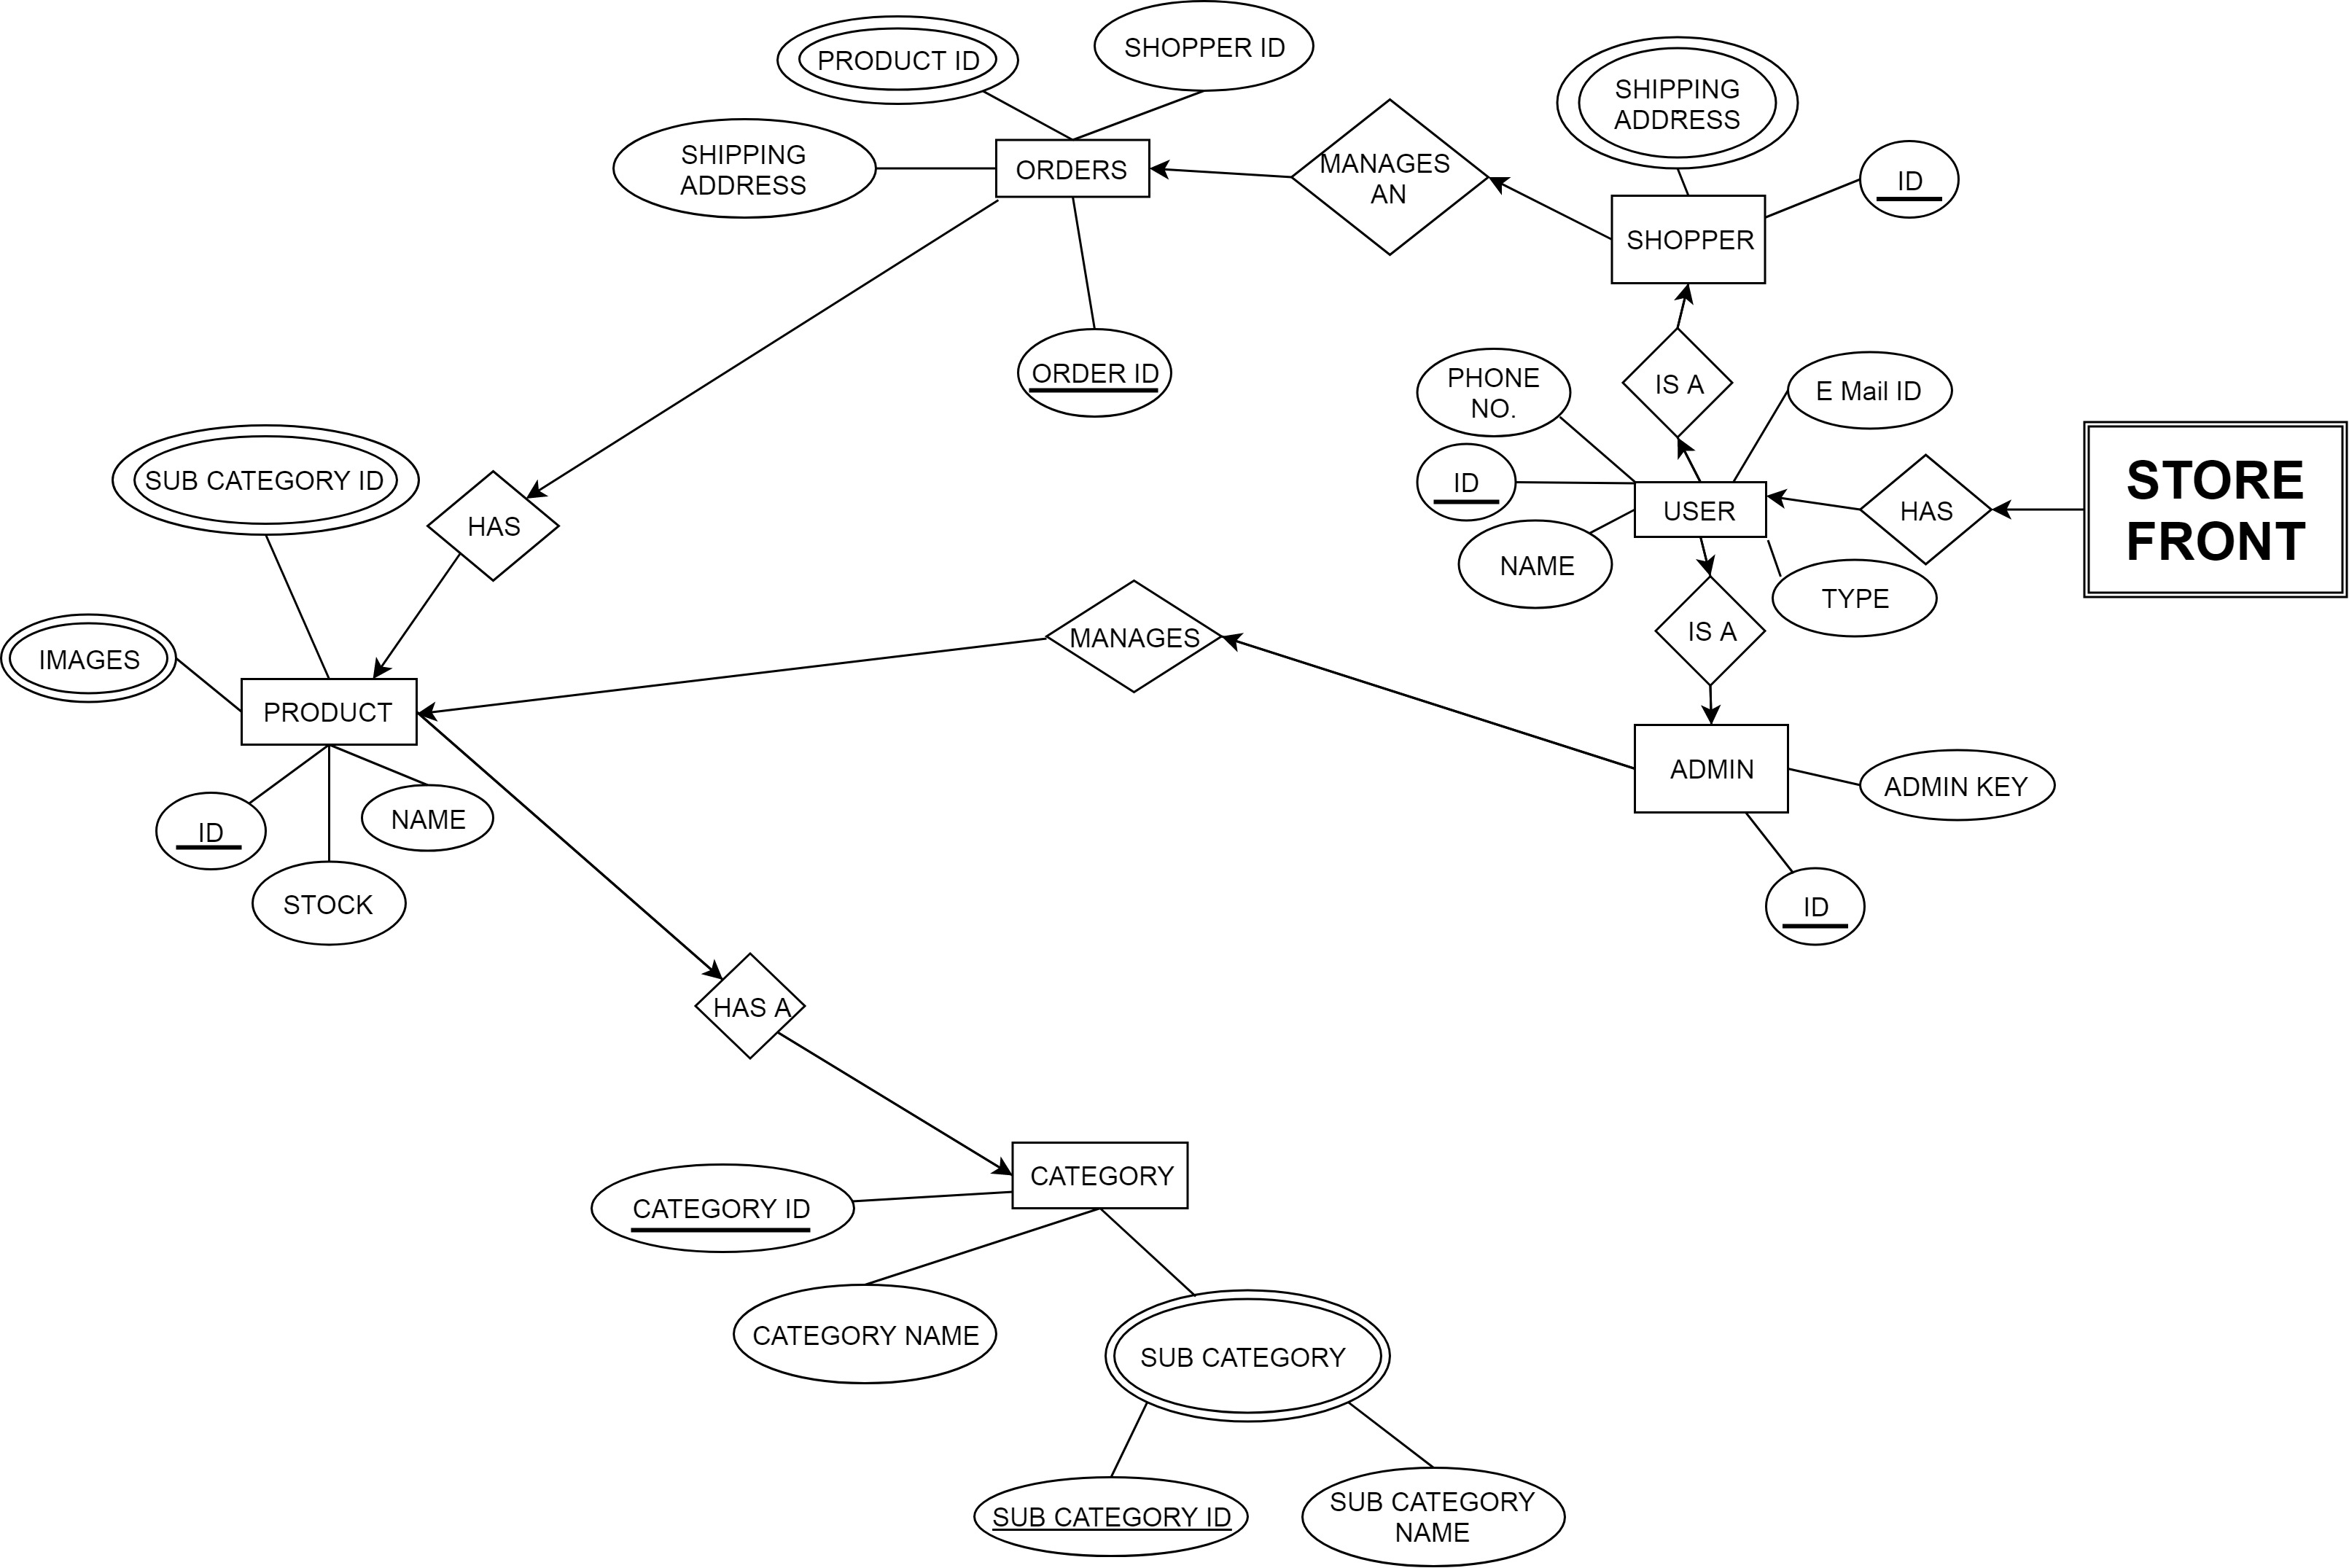 PRODUCT ID
SHOPPER ID
SHIPPING
ADDRESS
SHIPPING
ADDRESS
ORDERS
MANAGES
AN
ID
SHOPPER
ORDER ID
PHONE
NO.
IS A
E Mail ID
SUB CATEGORY ID
HAS
ID
USER
HAS
STORE
FRONT
NAME
TYPE
IMAGES
MANAGES
IS A
PRODUCT
ADMIN
ADMIN KEY
ID
NAME
STOCK
ID
HAS A
CATEGORY
CATEGORY ID
CATEGORY NAME
SUB CATEGORY
SUB CATEGORY ID
SUB CATEGORY
NAME